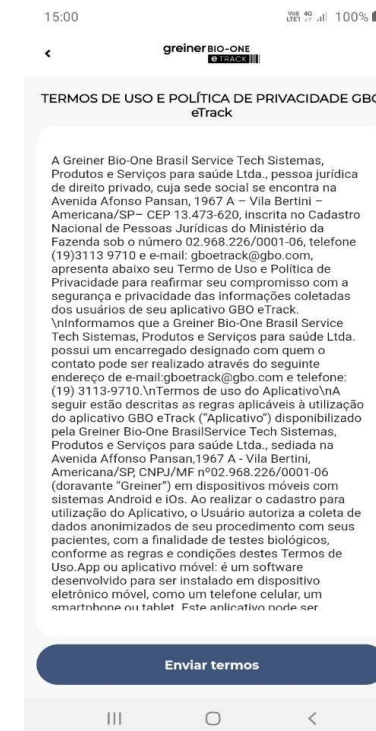 15:00
Vo)) 4G
LTE1 100%
greiner BIO-ONE
eTRACK
TERMOS DE USO E POLÍTICA DE PRIVACIDADE GBO
eTrack
A Greiner Bio-One Brasil Service Tech Sistemas,
Produtos e Serviços para saúde Ltda., pessoa jurídica
de direito privado, cuja sede social se encontra na
Avenida Afonso Pansan, 1967 A – Vila Bertini –
Americana/SP– CEP 13.473-620, inscrita no Cadastro
Nacional de Pessoas Jurídicas do Ministério da
Fazenda sob o número 02.968.226/0001-06, telefone
(19)3113 9710 e e-mail: gboetrack@gbo.com,
apresenta abaixo seu Termo de Uso e Política de
Privacidade para reafirmar seu compromisso com a
segurança e privacidade das informações coletadas
dos usuários de seu aplicativo GBO eTrack.
\nInformamos que a Greiner Bio-One Brasil Service
Tech Sistemas, Produtos e Serviços para saúde Ltda.
possui um encarregado designado com quem o
contato pode ser realizado através do seguinte
endereço de e-mail:gboetrack@gbo.com e telefone:
(19) 3113-9710.\nTermos de uso do Aplicativo\nA
seguir estão descritas as regras aplicáveis à utilização
do aplicativo GBO eTrack (“Aplicativo”) disponibilizado
pela Greiner Bio-One BrasilService Tech Sistemas,
Produtos e Serviços para saúde Ltda., sediada na
Avenida Affonso Pansan,1967 A - Vila Bertini,
Americana/SP, CNPJ/MF nº02.968.226/0001-06
(doravante “Greiner”) em dispositivos móveis com
sistemas Android e iOs. Ao realizar o cadastro para
utilização do Aplicativo, o Usuário autoriza a coleta de
dados anonimizados de seu procedimento com seus
pacientes, com a finalidade de testes biológicos,
conforme as regras e condições destes Termos de
Uso.App ou aplicativo móvel: é um software
desenvolvido para ser instalado em dispositivo
eletrônico móvel, como um telefone celular, um
smartphone ou tablet. Este aplicativo pode ser
Enviar termos